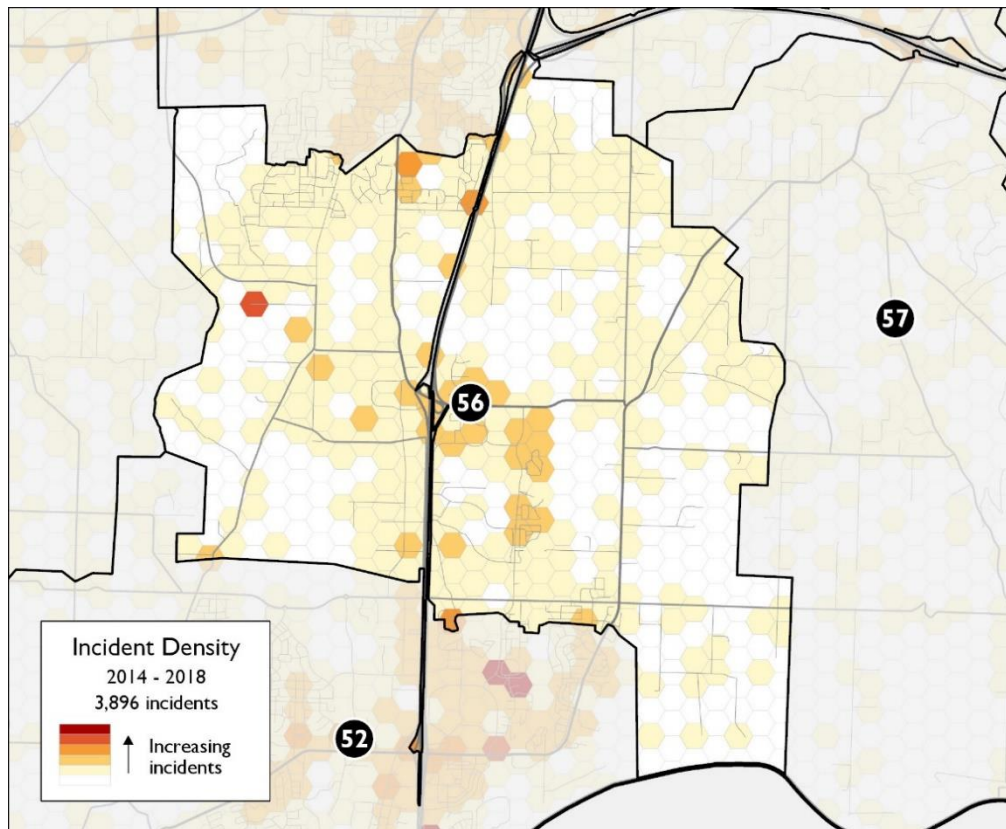 57
56
52
Incident Density
2014 - 2018
3,896 incidents
Increasing
incidents